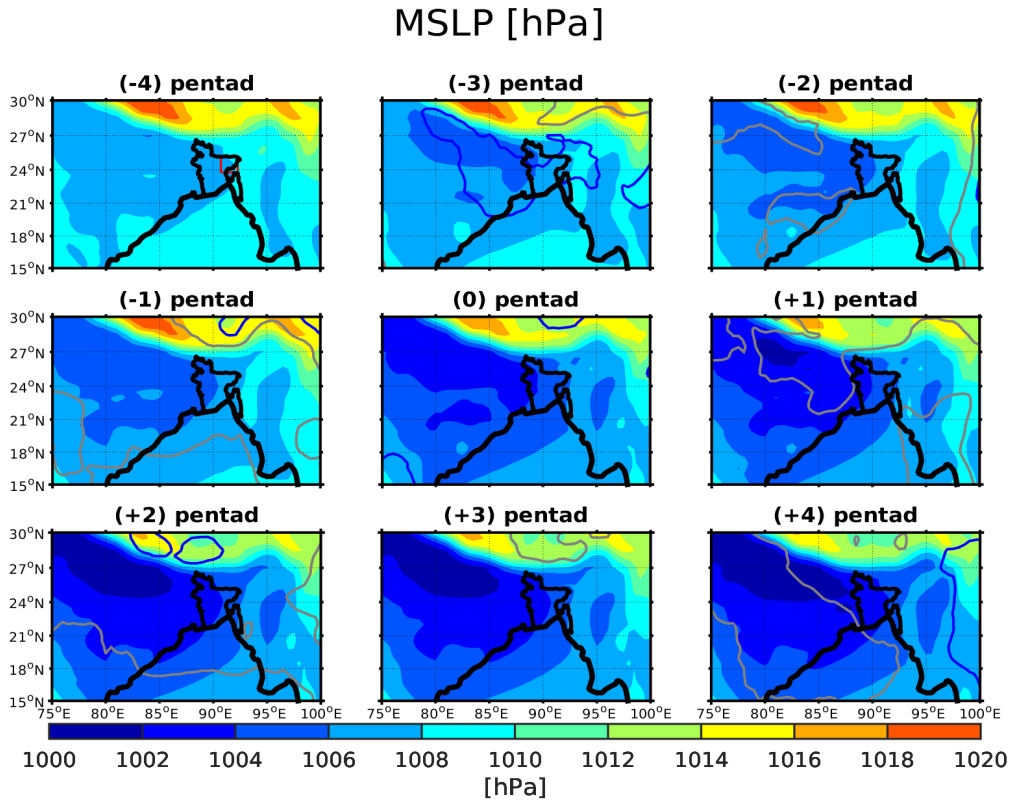 MSLP [hPa]
(-4) pentad (-3) pentad (-2) pentad
30°N
27°N
24°N
21°N
18°N
15°N
(-1) pentad (0) pentad (+1) pentad
30°N
27°N
24°N
21°N
18°N
15°N
(+2) pentad (+3) pentad (+4) pentad
30°N
27°N
24°N
21°N
18°N
15°N
75°E 80°E 85°E 90°E 95°E 100°E 75°E 80°E 85°E 90°E 95°E 100°E 75°E 80°E 85°E 90°E 95°E 100°E
1000 1002 1004 1006 1008 1010 1012 1014 1016 1018 1020
[hPa]